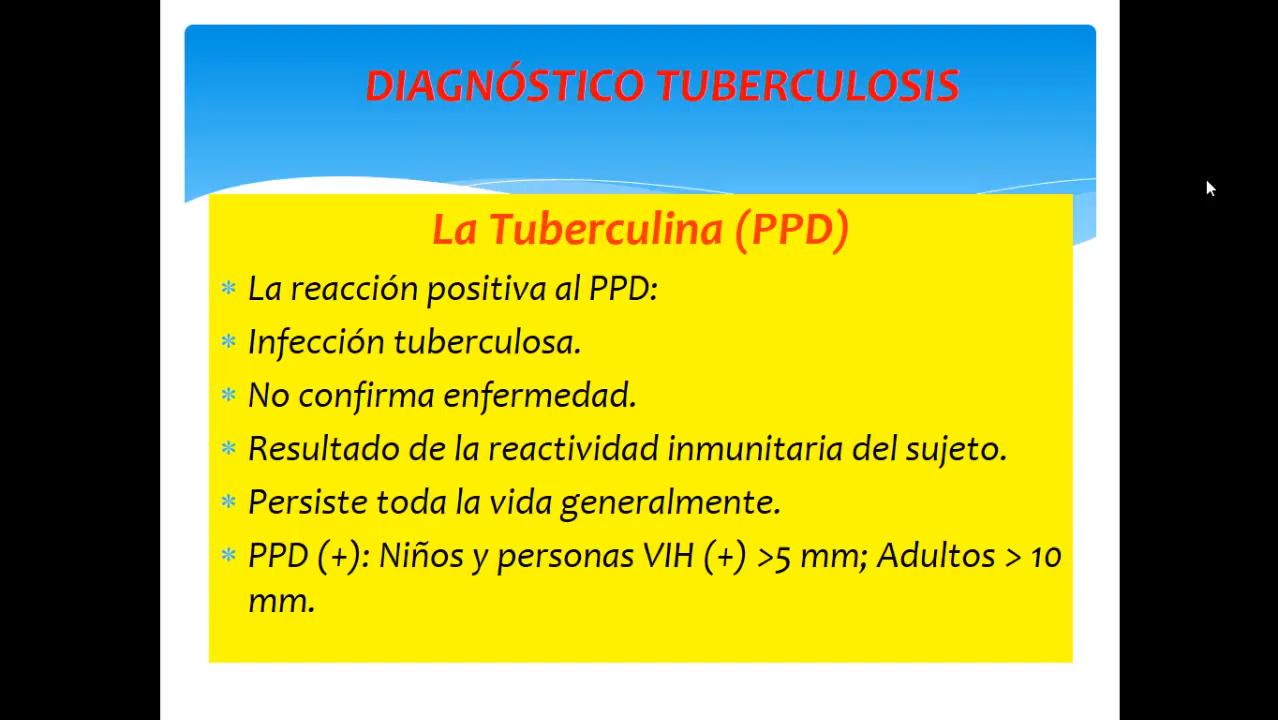 DIAGNÓSTICO TUBERCULOSIS
La Tuberculina (PPD)
* La reacción positiva al PPD:
* Infección tuberculosa.
* No confirma enfermedad.
* Resultado de la reactividad inmunitaria del sujeto.
* Persiste toda la vida generalmente.
* PPD (+): Niños y personas VIH (+) >5 mm; Adultos > 10
mm.